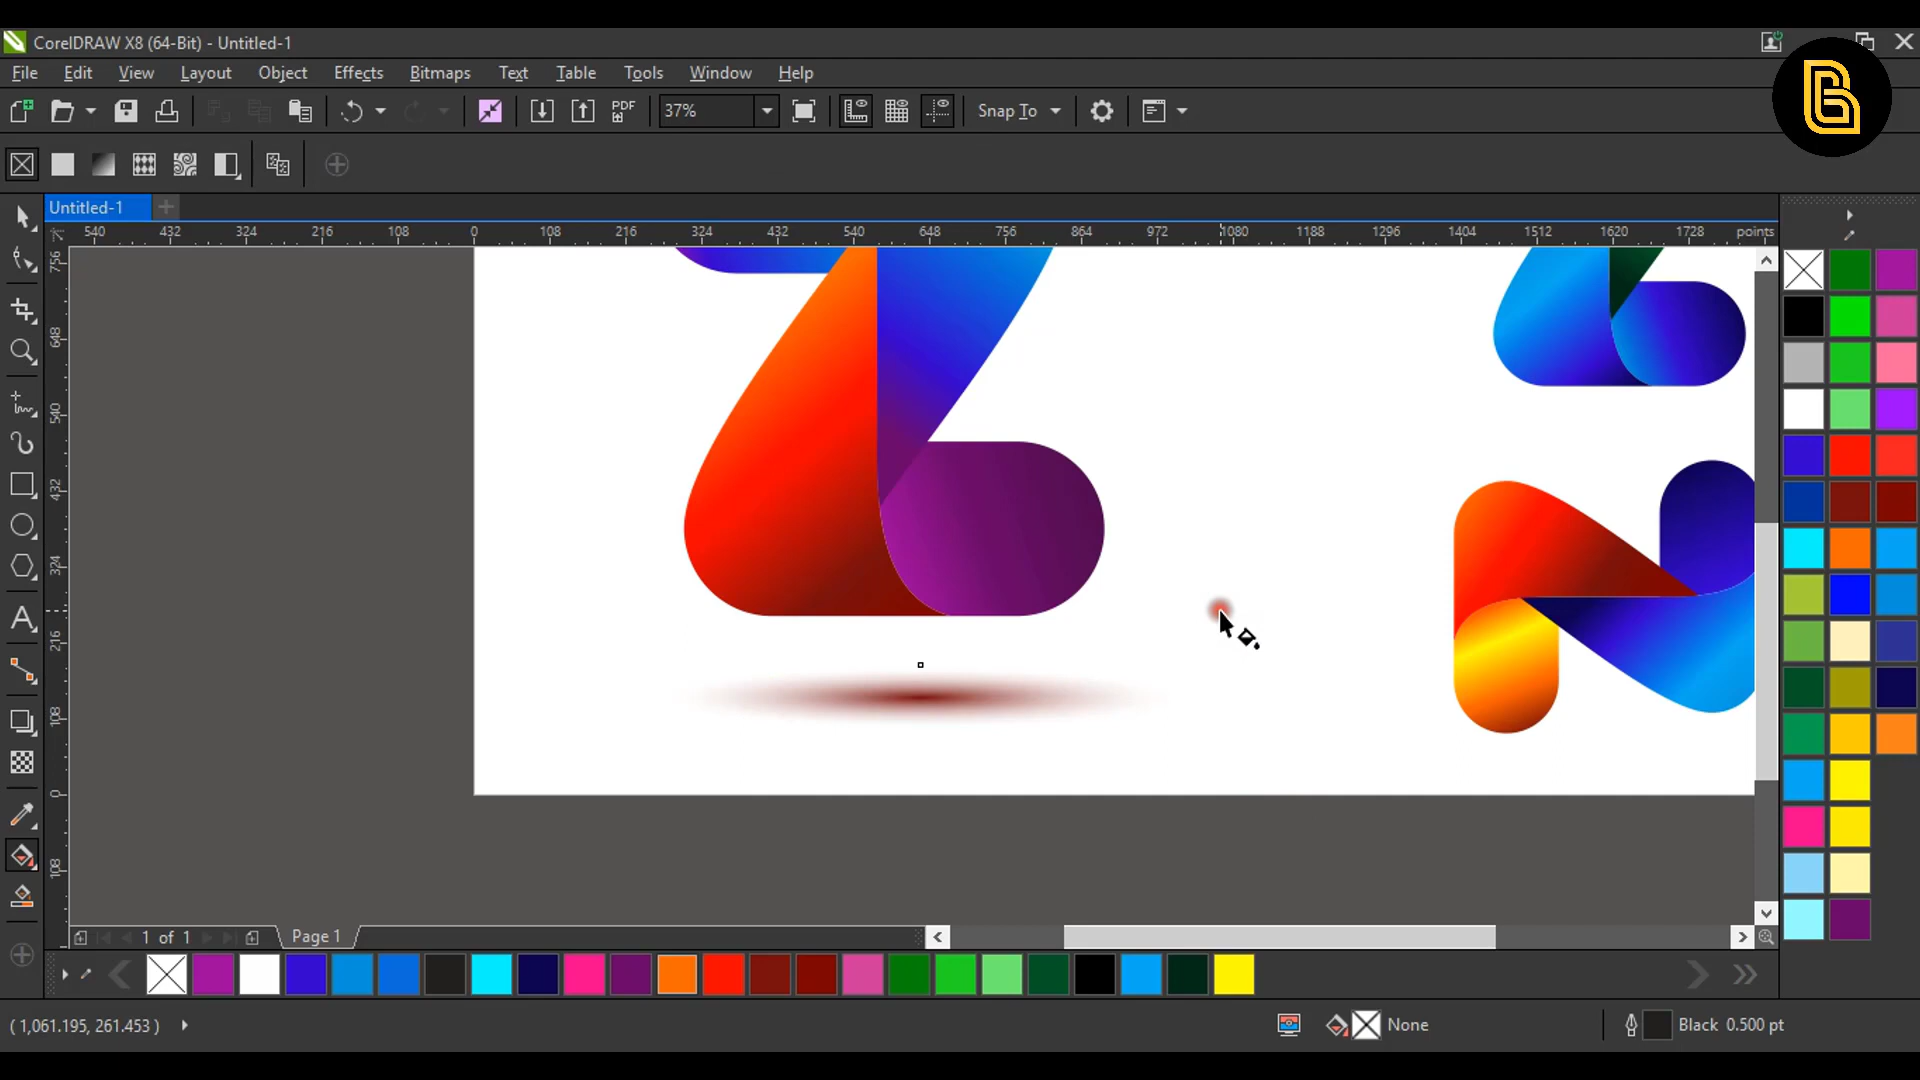 CorelDRAW X8 (64-Bit) - Untitled-1
File Edit View Layout Object Effects Bitmaps Text Table Tools Window Help
PDF 37% Snap To
Untitled-1
540 432 324 216 108 0 108 216 324 432 540 648 756 864 972 1080 1188 1296 1404 1512 1620 1728 points
756
648
540
432
324
216
108
0
108
1 of 1 Page 1
( 1,061.195, 261.453 ) None Black 0.500 pt